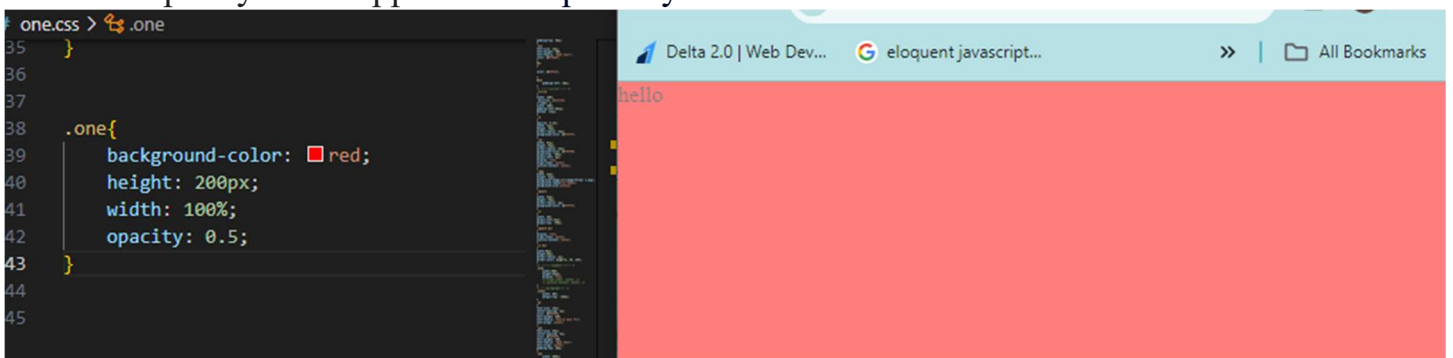 one.css > .one
35 }
36
37
38 .one{
39 background-color: red;
40 height: 200px;
41 width: 100%;
42 opacity: 0.5;
43 }
44
45
Delta 2.0 | Web Dev... eloquent javascript... » All Bookmarks
hello